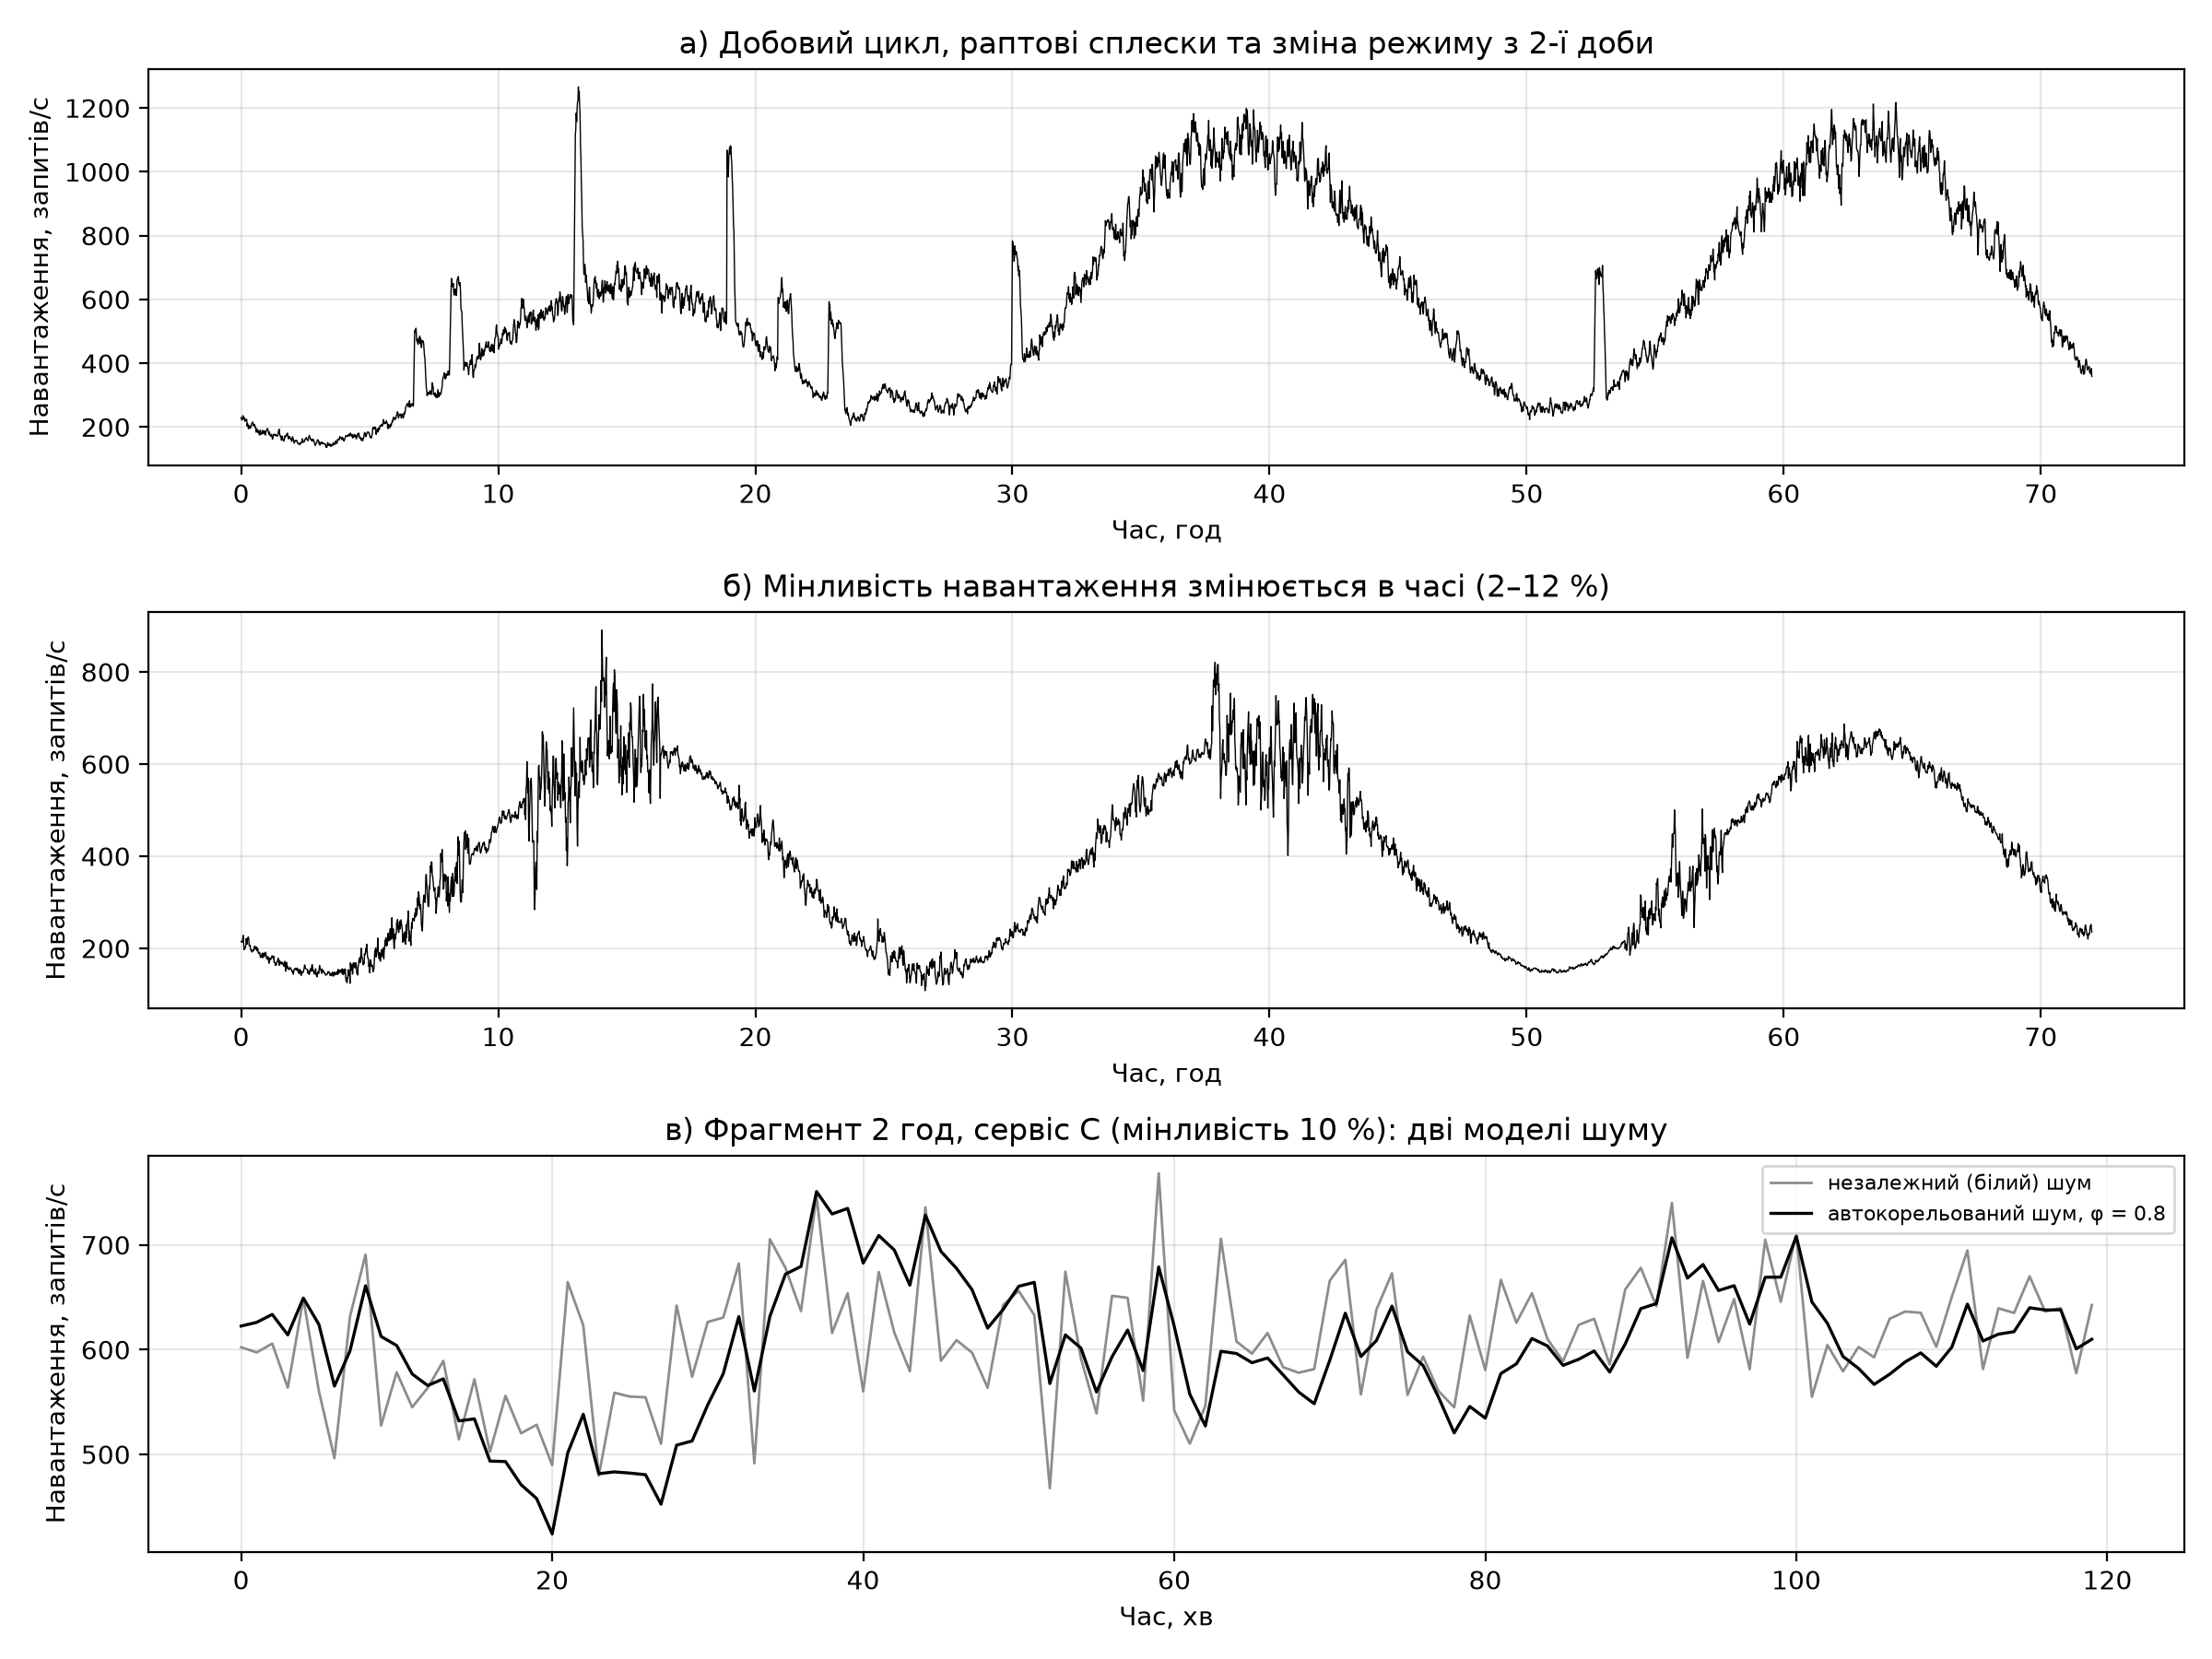 а) Добовий цикл, раптові сплески та зміна режиму з 2-ї доби
Навантаження, запитів/с
1200
1000
800
600
400
200
0 10 20 30 40 50 60 70
Час, год
б) Мінливість навантаження змінюється в часі (2–12 %)
Навантаження, запитів/с
800
600
400
200
0 10 20 30 40 50 60 70
Час, год
в) Фрагмент 2 год, сервіс C (мінливість 10 %): дві моделі шуму
Навантаження, запитів/с
незалежний (білий) шум
автокорельований шум, φ = 0.8
700
600
500
0 20 40 60 80 100 120
Час, хв